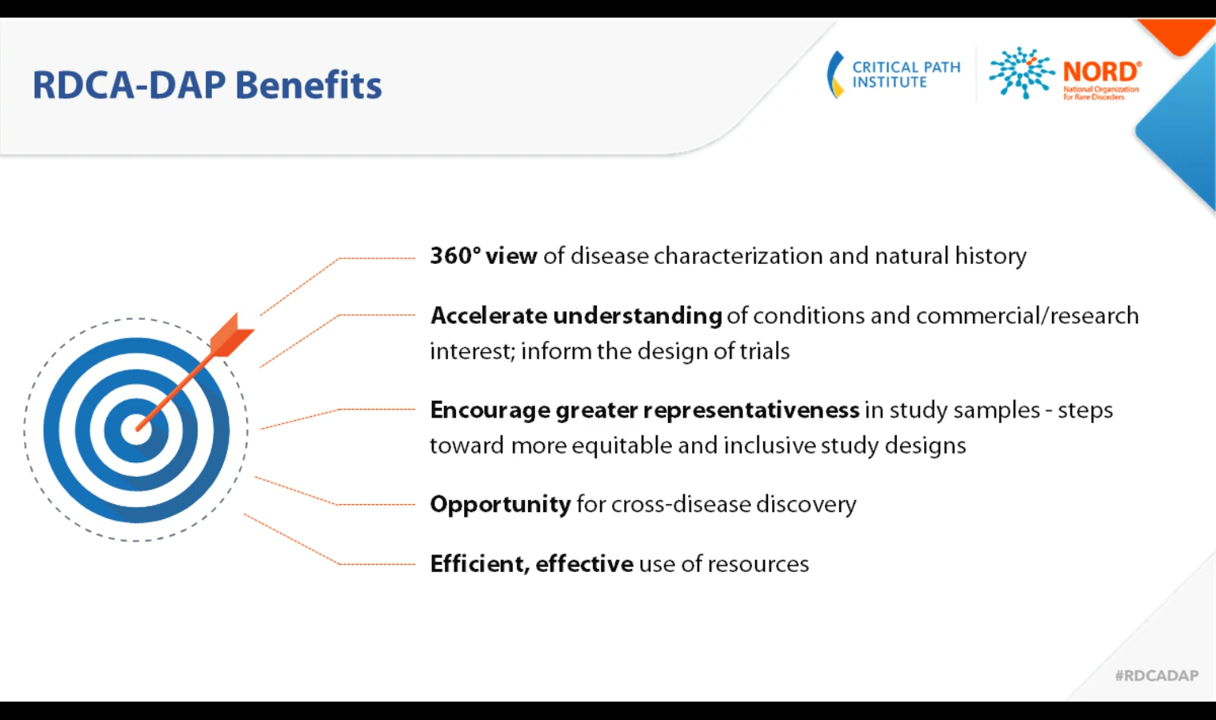 RDCA-DAP Benefits
CRITICAL PATH
INSTITUTE
NORD®
National Organization
for Rare Disorders
360° view of disease characterization and natural history
Accelerate understanding of conditions and commercial/research
interest; inform the design of trials
Encourage greater representativeness in study samples - steps
toward more equitable and inclusive study designs
Opportunity for cross-disease discovery
Efficient, effective use of resources
#RDCADAP